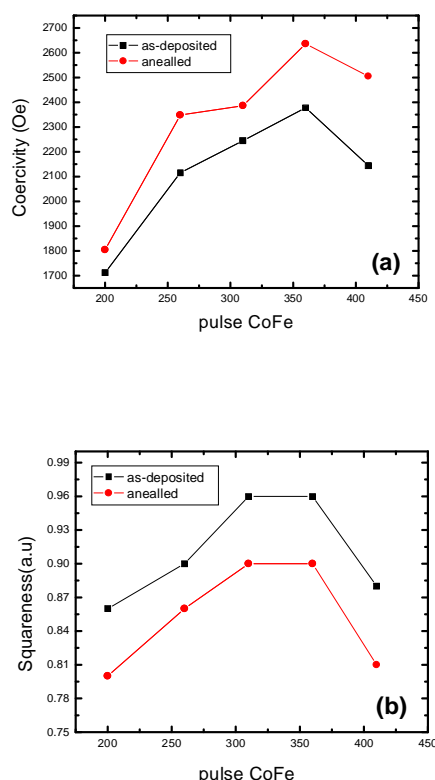 2700
2600
2500
2400
2300
2200
2100
2000
1900
1800
1700
Coercivity (Oe)
as-deposited
anealled
(a)
200 250 300 350 400 450
pulse CoFe
0.99
0.96
0.93
0.90
0.87
0.84
0.81
0.78
0.75
Squareness(a.u)
as-deposited
anealled
(b)
200 250 300 350 400 450
pulse CoFe